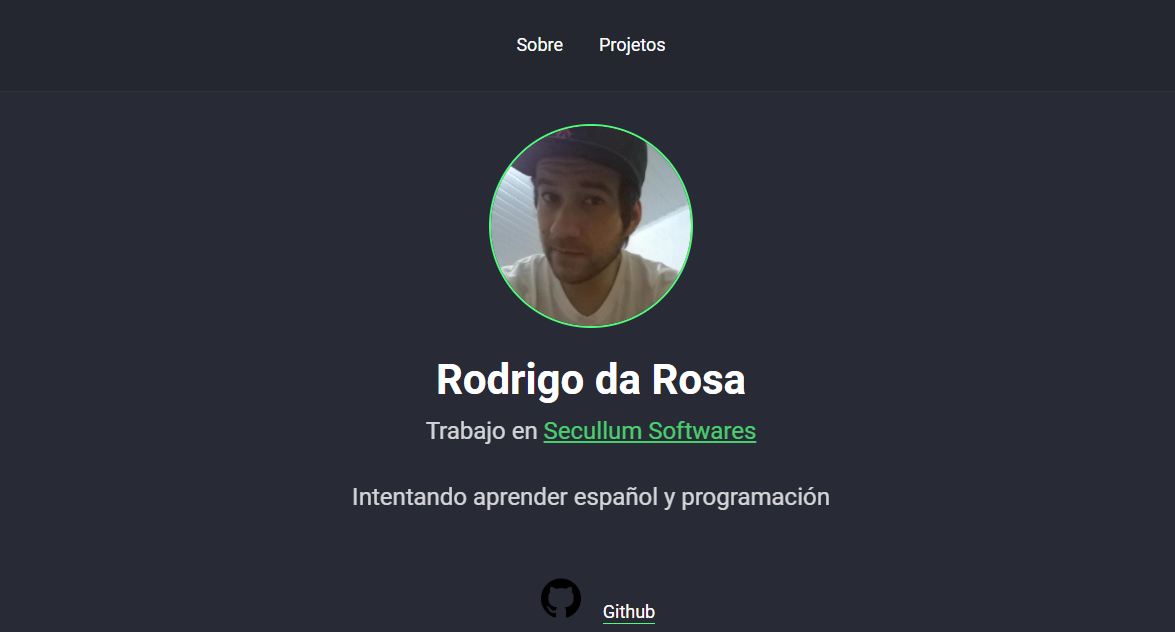 Sobre Projetos
Rodrigo da Rosa
Trabajo en Secullum Softwares
Intentando aprender español y programación
Github